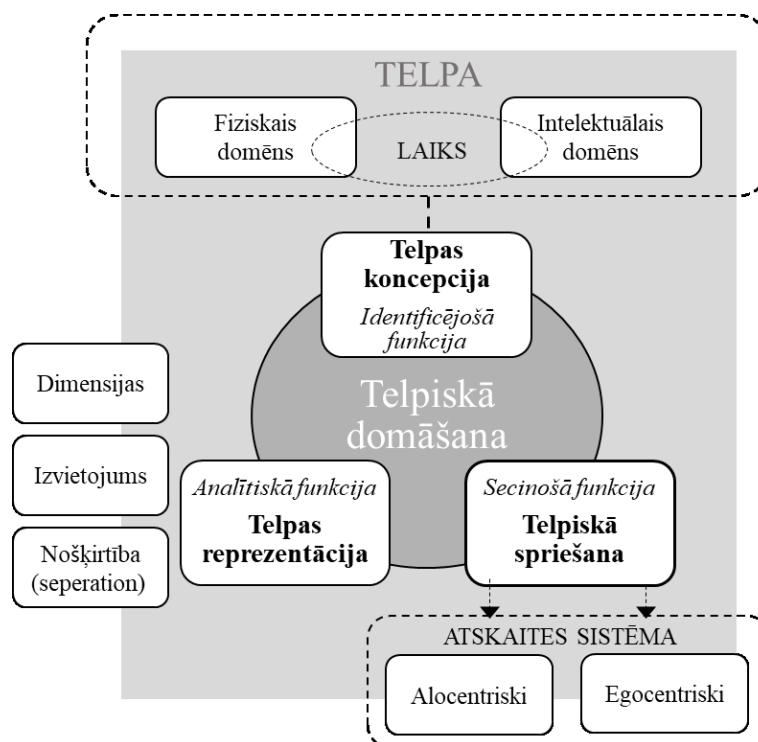 TELPA
Fiziskais
domēns
LAIKS
Intelektuālais
domēns
Telpas
koncepcija
Identificējošā
funkcija
Telpiskā
domāšana
Dimensijas
Izvietojums
Nošķirtība
(seperation)
Analītiskā funkcija
Telpas
reprezentācija
Secinošā funkcija
Telpiskā
spriešana
ATSKAITES SISTĒMA
Alocentriski
Egocentriski